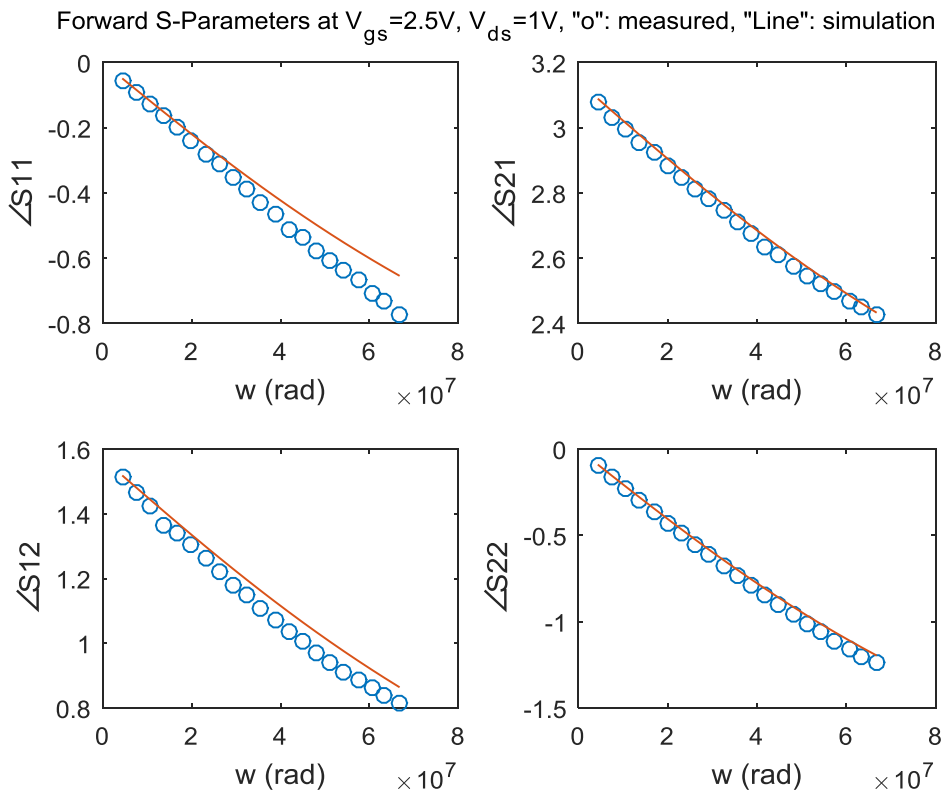 Forward S-Parameters at V_gs=2.5V, V_ds=1V, "o": measured, "Line": simulation
0
-0.2
-0.4
-0.6
-0.8
∠S11
0 2 4 6 8
w (rad)
×10^7
3.2
3
2.8
2.6
2.4
∠S21
0 2 4 6 8
w (rad)
×10^7
1.6
1.4
1.2
1
0.8
∠S12
0 2 4 6 8
w (rad)
×10^7
0
-0.5
-1
-1.5
∠S22
0 2 4 6 8
w (rad)
×10^7